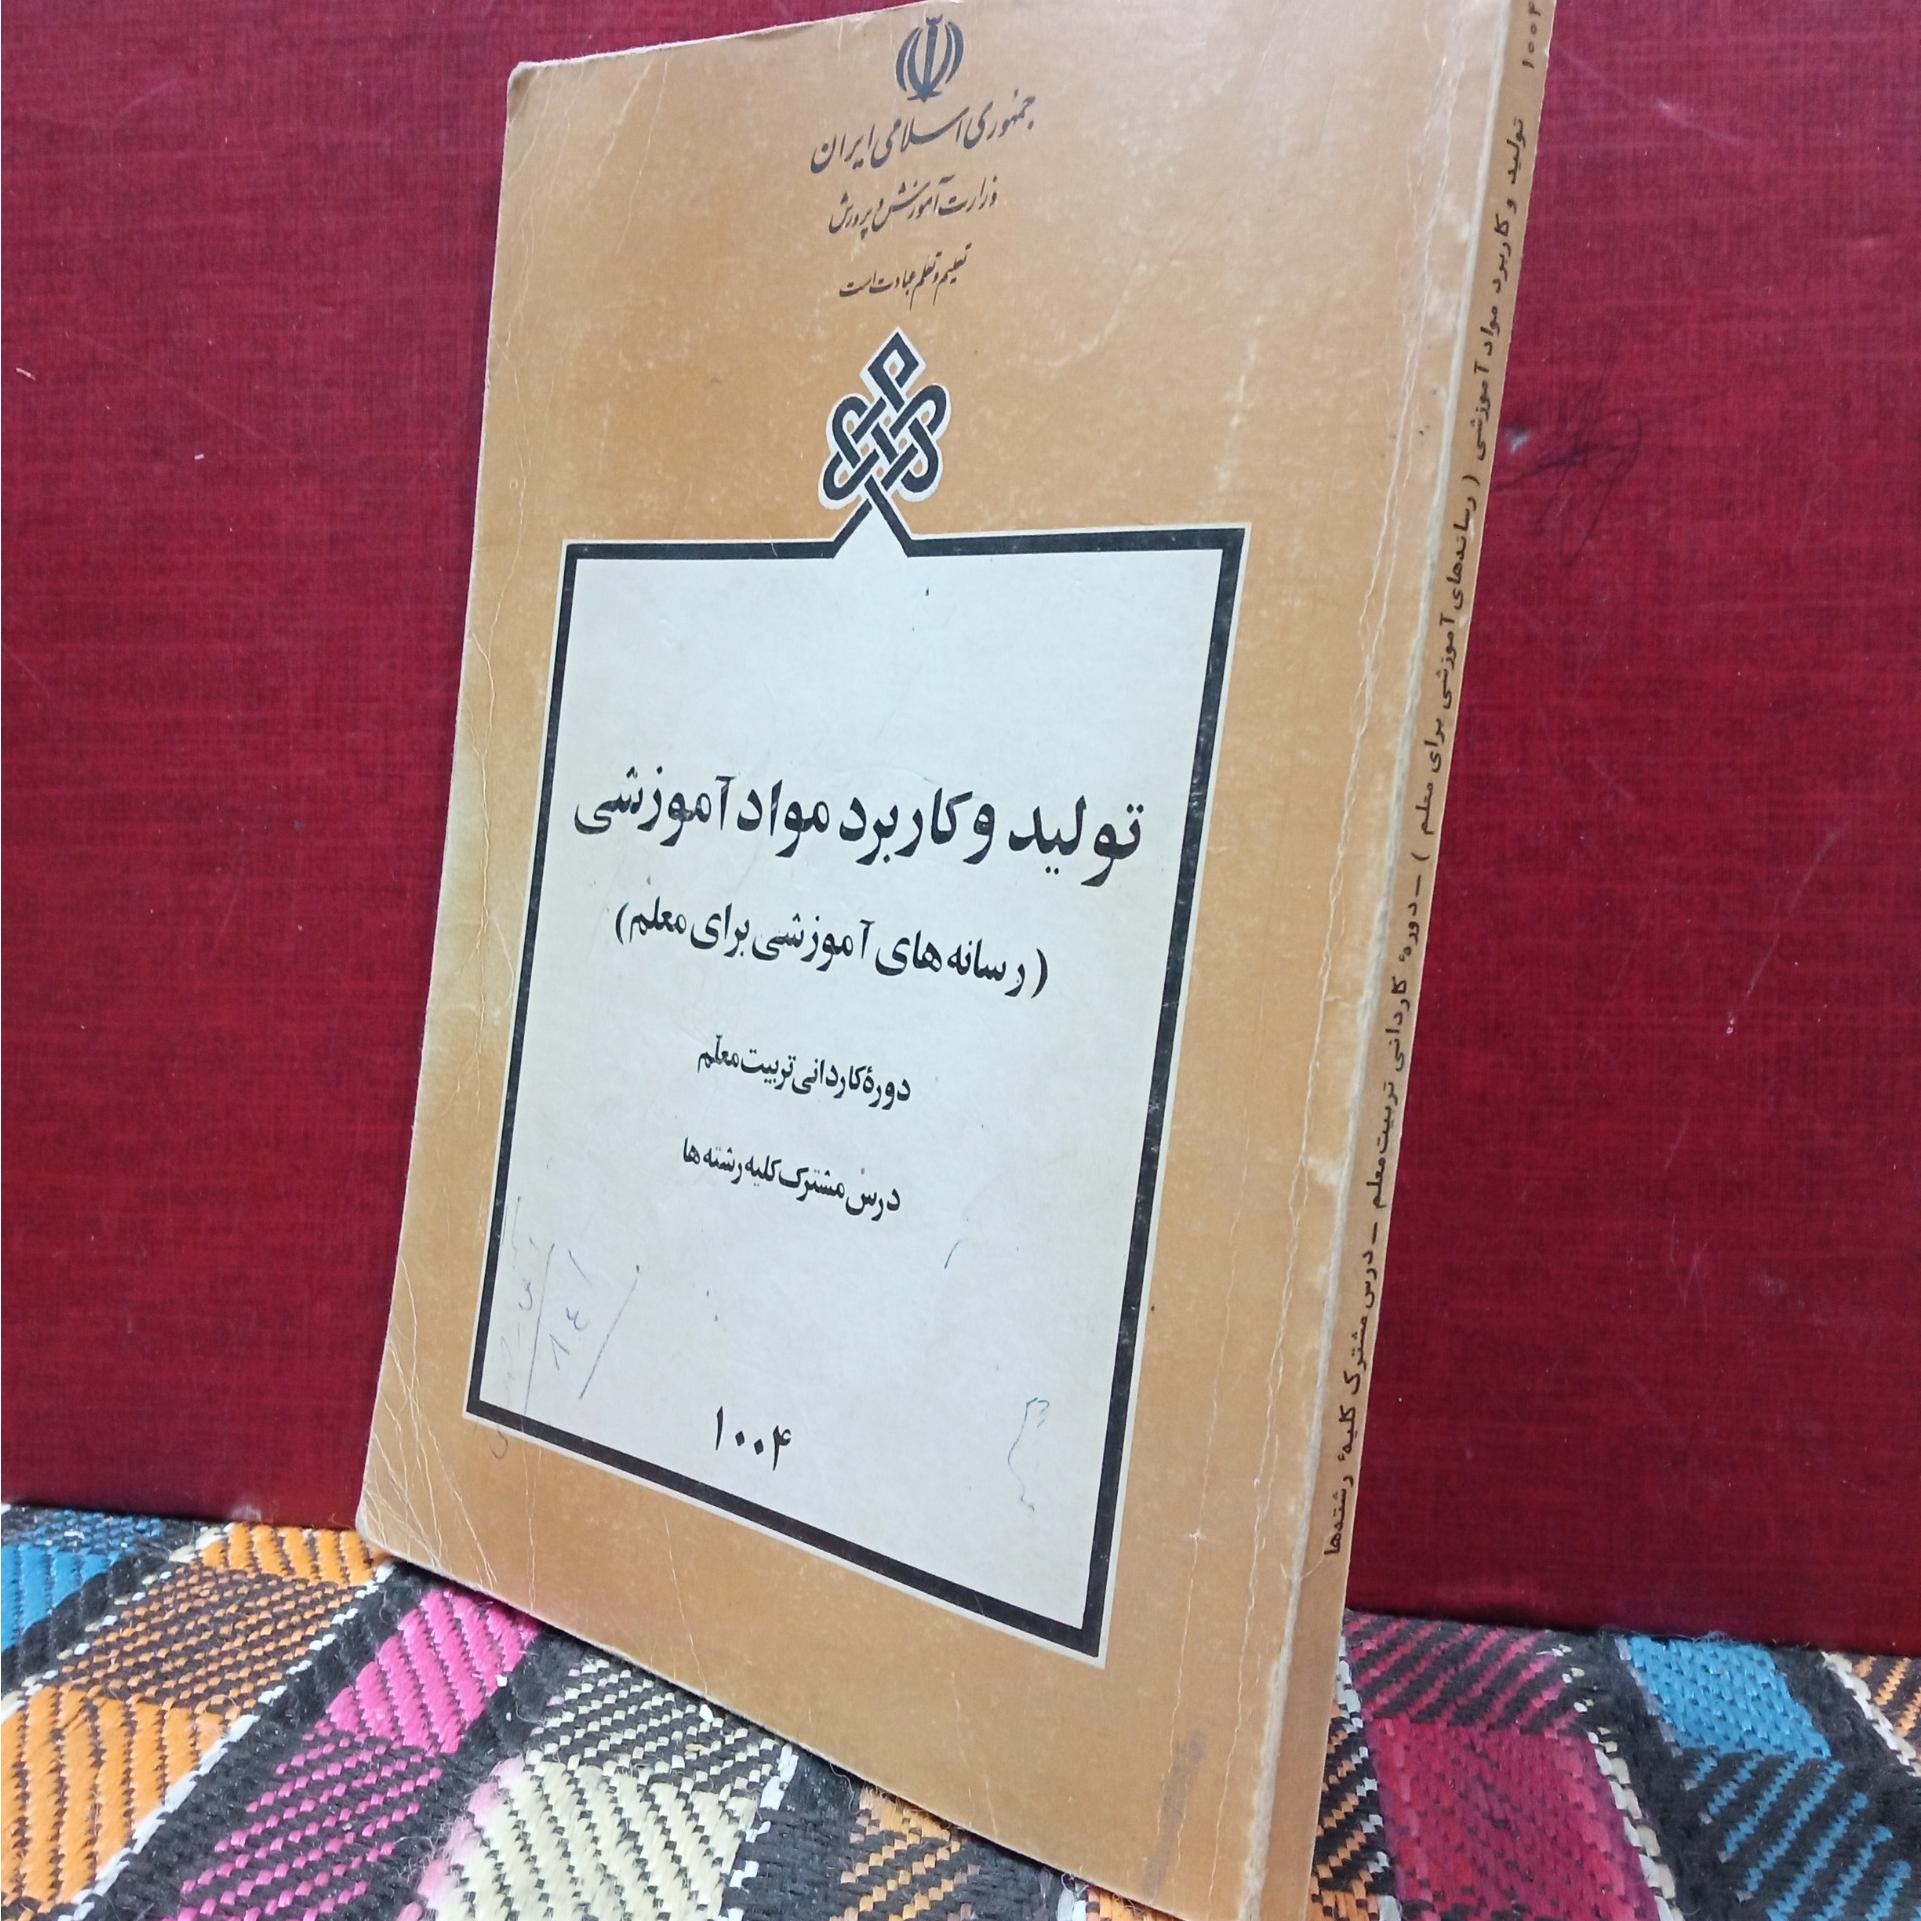 جمهوری اسلامی ایران
وزارت آموزش و پرورش
تعلیم و تعلم عبادت است
تولید و کاربرد مواد آموزشی
(رسانه های آموزشی برای معلم)
دورهٔ کاردانی تربیت معلّم
درس مشترک کلیه رشته ها
۱۰۰۴
۱۰۰۴ تولید و کاربرد مواد آموزشی ( رسانه‌های آموزشی برای معلم ) – دورهٔ کاردانی تربیت معلم – درس مشترک کلیهٔ رشته‌ها